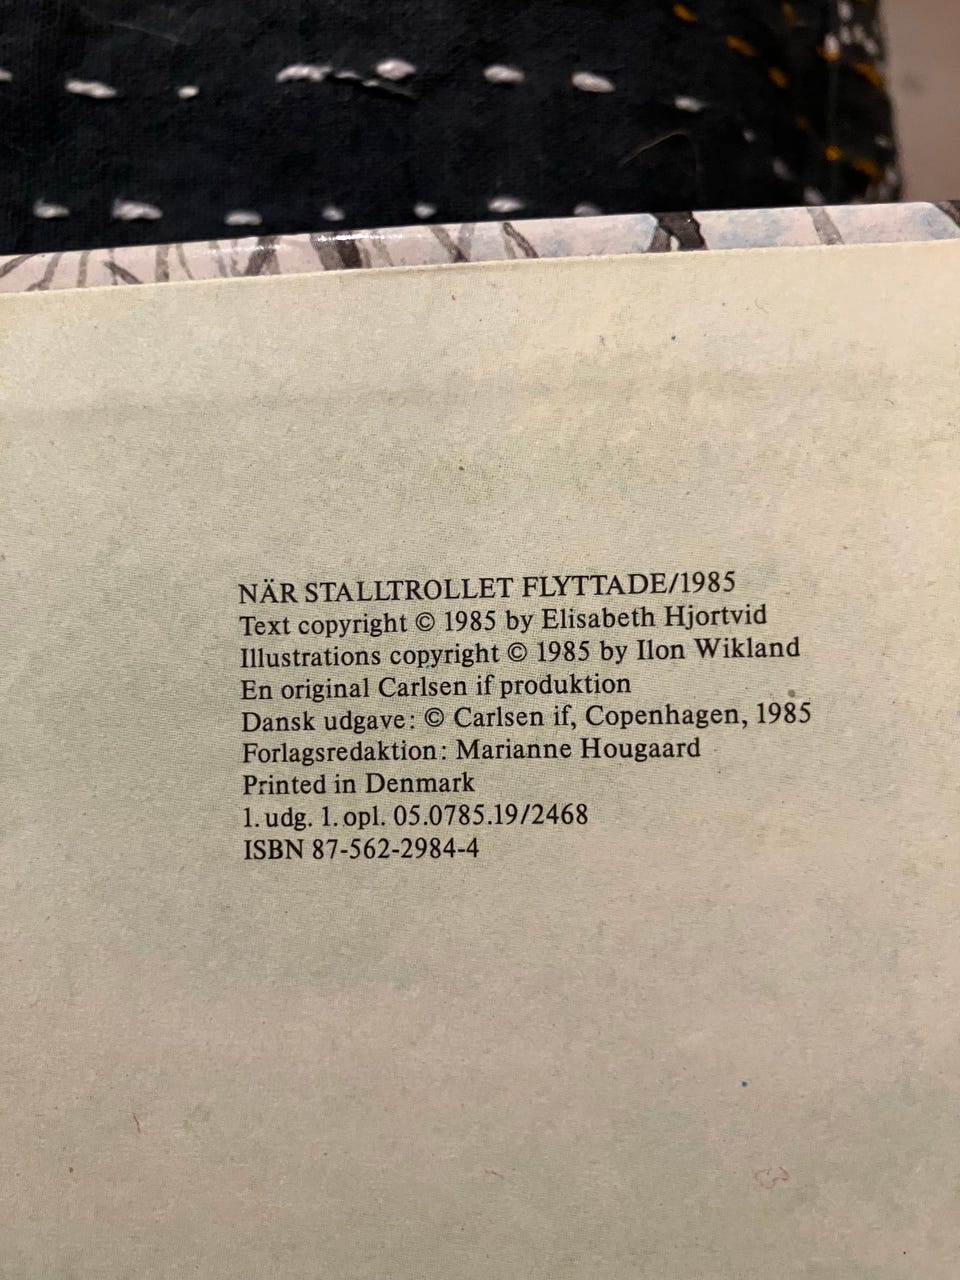 NÄR STALLTROLLET FLYTTADE/1985
Text copyright © 1985 by Elisabeth Hjortvid
Illustrations copyright © 1985 by Ilon Wikland
En original Carlsen if produktion
Dansk udgave: © Carlsen if, Copenhagen, 1985
Forlagsredaktion: Marianne Hougaard
Printed in Denmark
1. udg. 1. opl. 05.0785.19/2468
ISBN 87-562-2984-4